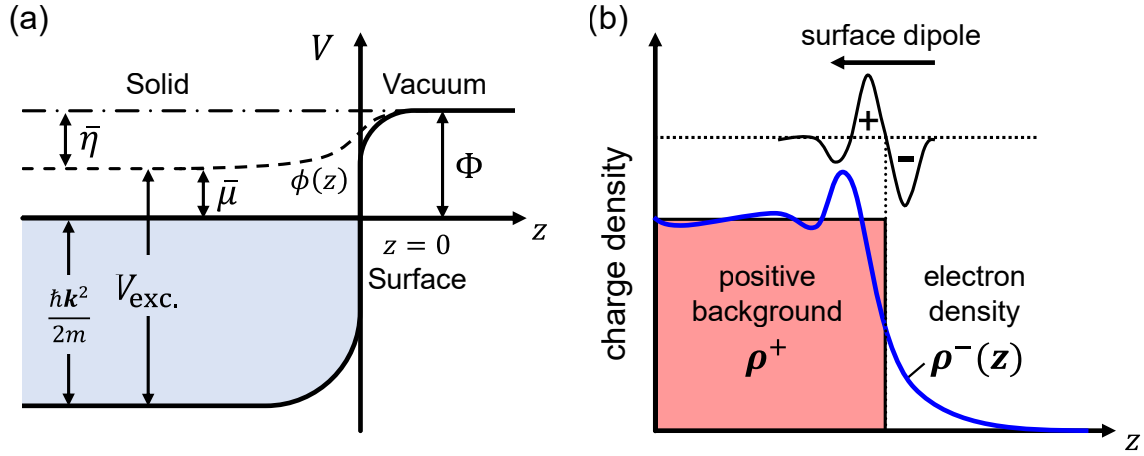 (a)
V
Solid
Vacuum
η̄
ϕ(z)
μ̄
Φ
z
z = 0
Surface
ħk²
2m
V_exc.
(b)
surface dipole
+
-
charge density
positive
background
ρ⁺
electron
density
ρ⁻(z)
z